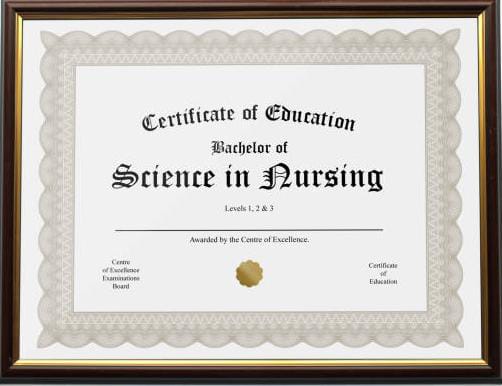 Certificate of Education
Bachelor of
Science in Nursing
Levels 1, 2 & 3
Awarded by the Centre of Excellence.
Centre
of Excellence
Examinations
Board
Certificate
of
Education